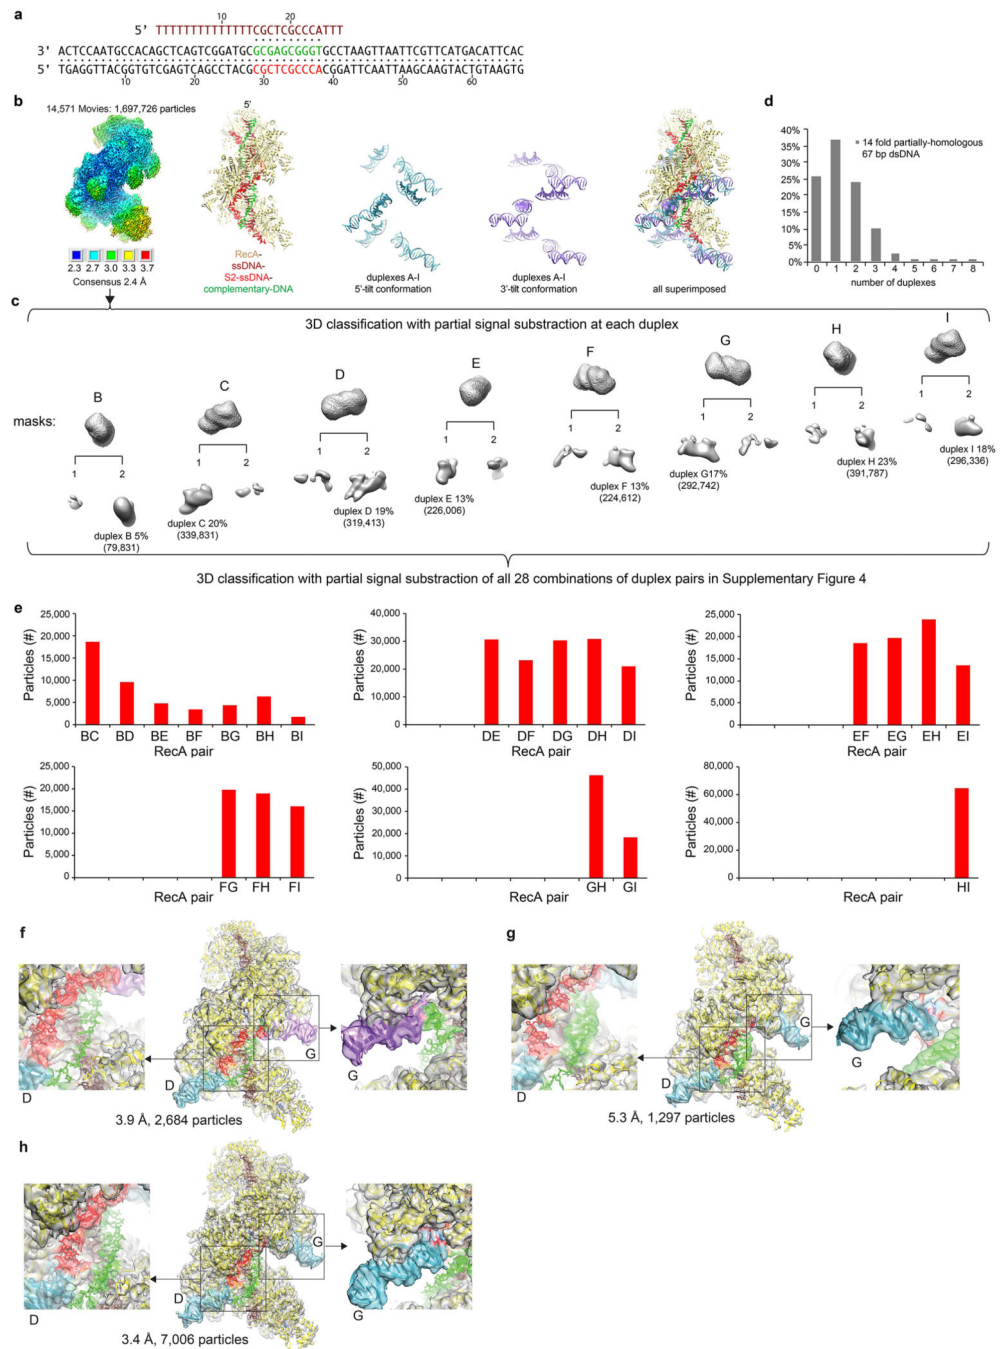 a
10 20
5' TTTTTTTTTTTTTTCGCTCGCCCATTT
3' ACTCCAATGCCACAGCTCAGTCGGATGCGCGAGCGGGTGCCTAAGTTAATTCGTTCATGACATTCAC
5' TGAGGTTACGGTGTCGAGTCAGCCTACGCGCTCGCCCACGGATTCAATTAAGCAAGTACTGTAAGTG
10 20 30 40 50 60
b
14,571 Movies: 1,697,726 particles
2.3 2.7 3.0 3.3 3.7
Consensus 2.4 Å
5'
RecA-
ssDNA-
S2-ssDNA-
complementary-DNA
duplexes A-I
5'-tilt conformation
duplexes A-I
3'-tilt conformation
all superimposed
d
40%
35%
30%
25%
20%
15%
10%
5%
0%
14 fold partially-homologous
67 bp dsDNA
0 1 2 3 4 5 6 7 8
number of duplexes
c
3D classification with partial signal substraction at each duplex
masks:
B
1 2
duplex B 5%
(79,831)
C
1 2
duplex C 20%
(339,831)
D
1 2
duplex D 19%
(319,413)
E
1 2
duplex E 13%
(226,006)
F
1 2
duplex F 13%
(224,612)
G
1 2
duplex G17%
(292,742)
H
1 2
duplex H 23%
(391,787)
I
1 2
duplex I 18%
(296,336)
3D classification with partial signal substraction of all 28 combinations of duplex pairs in Supplementary Figure 4
e
Particles (#)
25,000
20,000
15,000
10,000
5,000
0
BC BD BE BF BG BH BI
RecA pair
Particles (#)
40,000
30,000
20,000
10,000
0
DE DF DG DH DI
RecA pair
Particles (#)
25,000
20,000
15,000
10,000
5,000
0
EF EG EH EI
RecA pair
Particles (#)
25,000
20,000
15,000
10,000
5,000
0
FG FH FI
RecA pair
Particles (#)
50,000
40,000
30,000
20,000
10,000
0
GH GI
RecA pair
Particles (#)
80,000
60,000
40,000
20,000
0
HI
RecA pair
f
D
D
G
G
3.9 Å, 2,684 particles
g
D
D
G
G
5.3 Å, 1,297 particles
h
D
D
G
G
3.4 Å, 7,006 particles